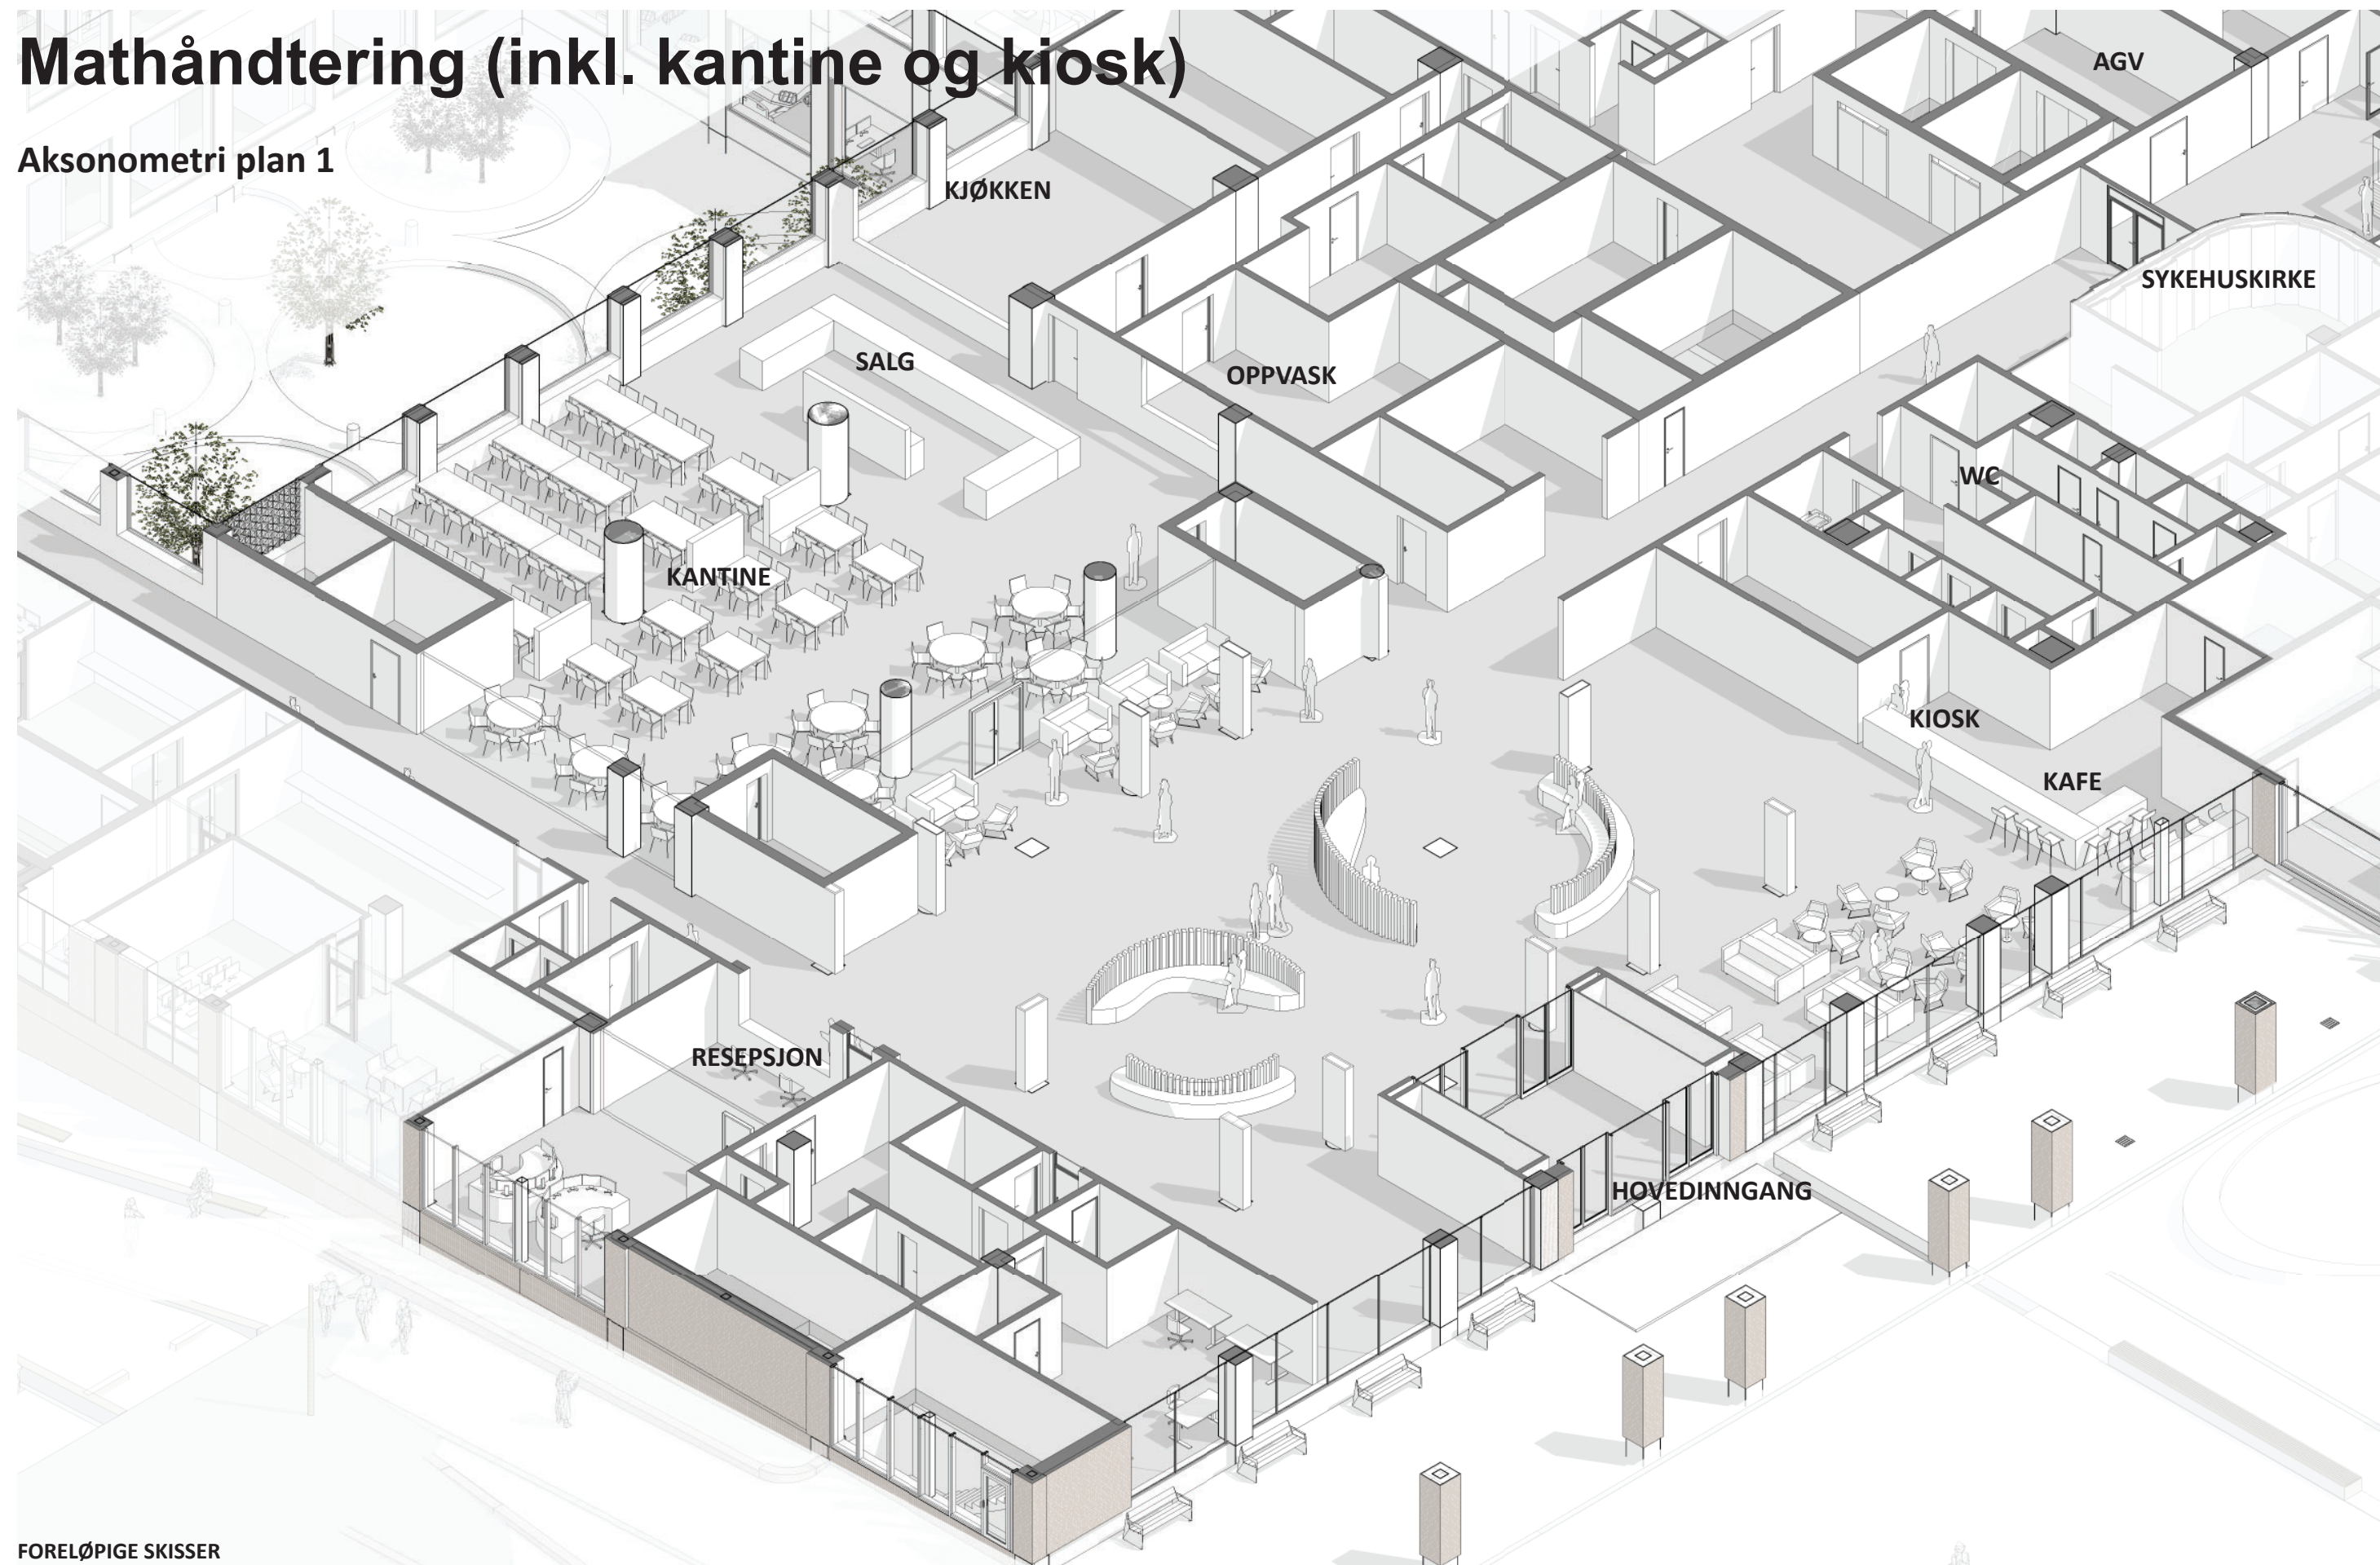 Mathåndtering (inkl. kantine og kiosk)
Aksonometri plan 1
AGV
KJØKKEN
SYKEHUSKIRKE
SALG
OPPVASK
WC
KANTINE
KIOSK
KAFE
RESEPSJON
HOVEDINNGANG
FORELØPIGE SKISSER